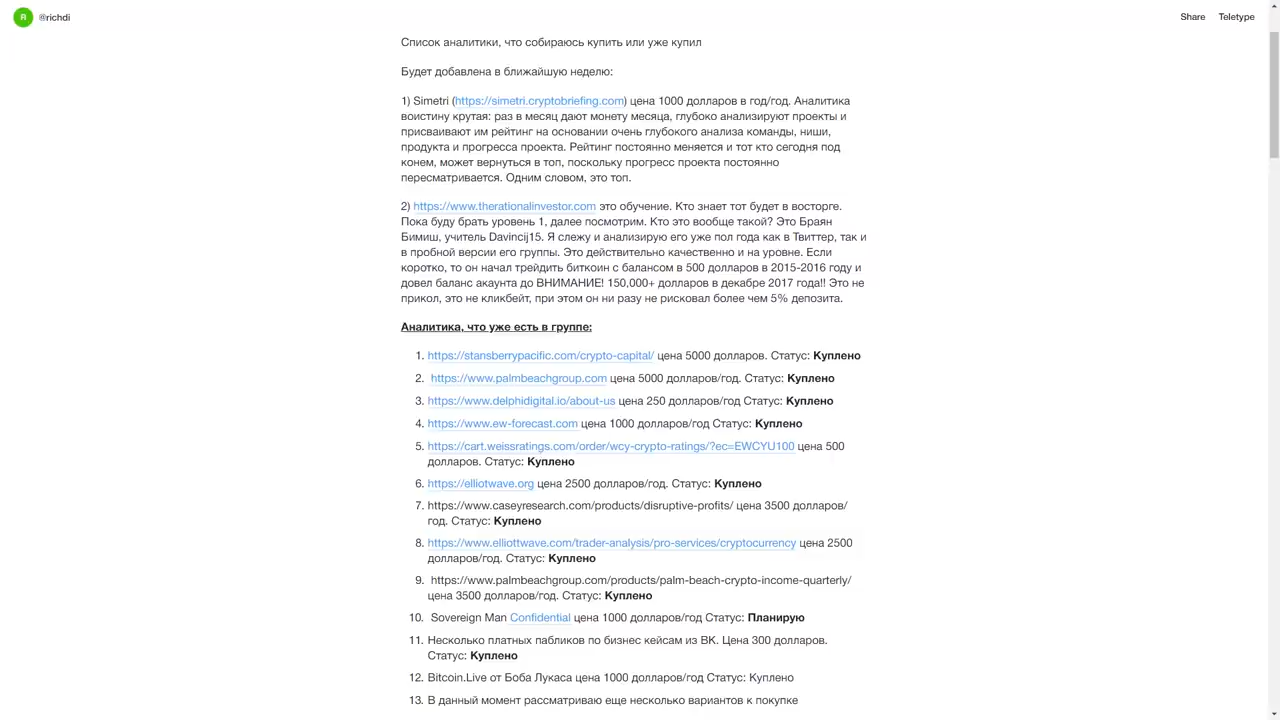 R @richdi
Share Teletype
Список аналитики, что собираюсь купить или уже купил
Будет добавлена в ближайшую неделю:
1) Simetri (https://simetri.cryptobriefing.com) цена 1000 долларов в год/год. Аналитика
воистину крутая: раз в месяц дают монету месяца, глубоко анализируют проекты и
присваивают им рейтинг на основании очень глубокого анализа команды, ниши,
продукта и прогресса проекта. Рейтинг постоянно меняется и тот кто сегодня под
конем, может вернуться в топ, поскольку прогресс проекта постоянно
пересматривается. Одним словом, это топ.
2) https://www.therationalinvestor.com это обучение. Кто знает тот будет в восторге.
Пока буду брать уровень 1, далее посмотрим. Кто это вообще такой? Это Браян
Бимиш, учитель Davincij15. Я слежу и анализирую его уже пол года как в Твиттер, так и
в пробной версии его группы. Это действительно качественно и на уровне. Если
коротко, то он начал трейдить биткоин с балансом в 500 долларов в 2015-2016 году и
довел баланс акаунта до ВНИМАНИЕ! 150,000+ долларов в декабре 2017 года!! Это не
прикол, это не кликбейт, при этом он ни разу не рисковал более чем 5% депозита.
Аналитика, что уже есть в группе:
1. https://stansberrypacific.com/crypto-capital/ цена 5000 долларов. Статус: Куплено
2. https://www.palmbeachgroup.com цена 5000 долларов/год. Статус: Куплено
3. https://www.delphidigital.io/about-us цена 250 долларов/год Статус: Куплено
4. https://www.ew-forecast.com цена 1000 долларов/год Статус: Куплено
5. https://cart.weissratings.com/order/wcy-crypto-ratings/?ec=EWCYU100 цена 500
долларов. Статус: Куплено
6. https://elliotwave.org цена 2500 долларов/год. Статус: Куплено
7. https://www.caseyresearch.com/products/disruptive-profits/ цена 3500 долларов/
год. Статус: Куплено
8. https://www.elliottwave.com/trader-analysis/pro-services/cryptocurrency цена 2500
долларов/год. Статус: Куплено
9. https://www.palmbeachgroup.com/products/palm-beach-crypto-income-quarterly/
цена 3500 долларов/год. Статус: Куплено
10. Sovereign Man Confidential цена 1000 долларов/год Статус: Планирую
11. Несколько платных пабликов по бизнес кейсам из ВК. Цена 300 долларов.
Статус: Куплено
12. Bitcoin.Live от Боба Лукаса цена 1000 долларов/год Статус: Куплено
13. В данный момент рассматриваю еще несколько вариантов к покупке